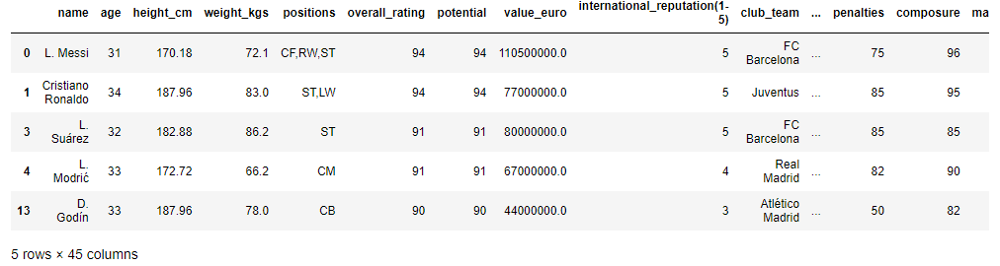 name age height_cm weight_kgs positions overall_rating potential value_euro international_reputation(1-5) club_team ... penalties composure ma
0 L. Messi 31 170.18 72.1 CF,RW,ST 94 94 110500000.0 5 FC Barcelona ... 75 96
1 Cristiano Ronaldo 34 187.96 83.0 ST,LW 94 94 77000000.0 5 Juventus ... 85 95
3 L. Suárez 32 182.88 86.2 ST 91 91 80000000.0 5 FC Barcelona ... 85 85
4 L. Modrić 33 172.72 66.2 CM 91 91 67000000.0 4 Real Madrid ... 82 90
13 D. Godín 33 187.96 78.0 CB 90 90 44000000.0 3 Atlético Madrid ... 50 82
5 rows × 45 columns